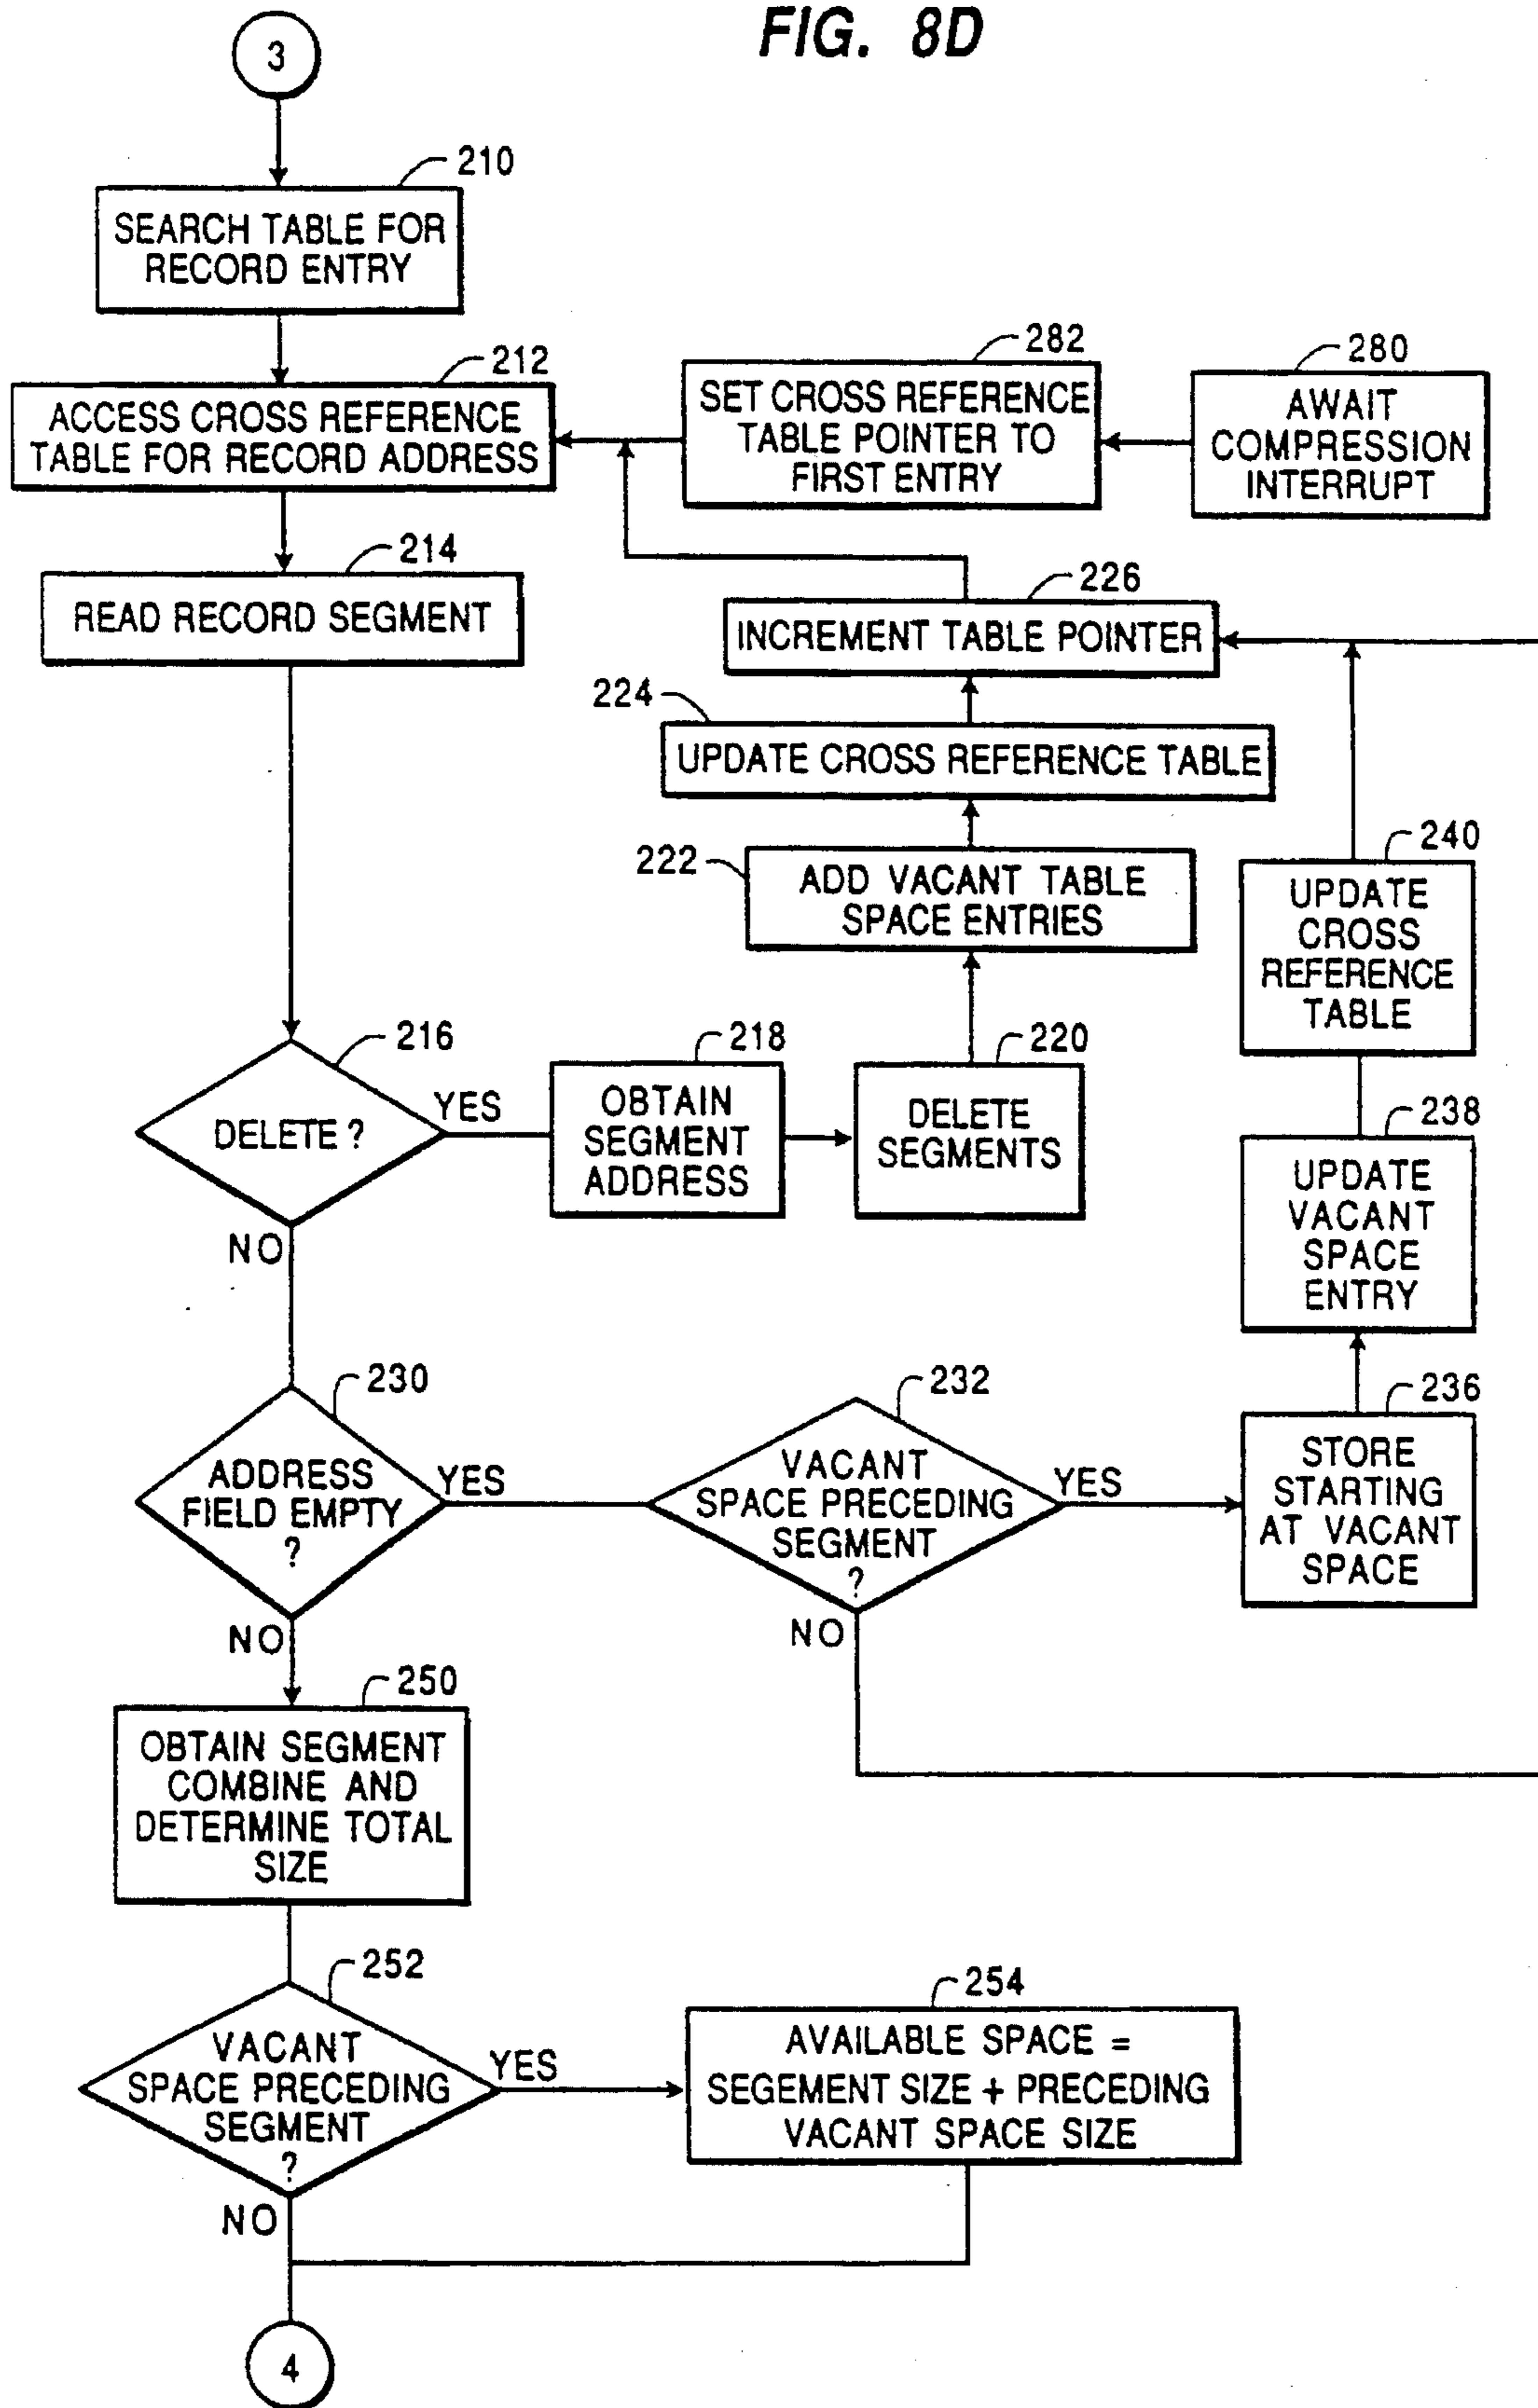 FIG. 8D
3
210
SEARCH TABLE FOR
RECORD ENTRY
212
ACCESS CROSS REFERENCE
TABLE FOR RECORD ADDRESS
282
SET CROSS REFERENCE
TABLE POINTER TO
FIRST ENTRY
280
AWAIT
COMPRESSION
INTERRUPT
214
READ RECORD SEGMENT
226
INCREMENT TABLE POINTER
224
UPDATE CROSS REFERENCE TABLE
222
ADD VACANT TABLE
SPACE ENTRIES
240
UPDATE
CROSS
REFERENCE
TABLE
216
DELETE ?
YES
NO
218
OBTAIN
SEGMENT
ADDRESS
220
DELETE
SEGMENTS
238
UPDATE
VACANT
SPACE
ENTRY
230
ADDRESS
FIELD EMPTY
?
YES
NO
232
VACANT
SPACE PRECEDING
SEGMENT
?
YES
NO
236
STORE
STARTING
AT VACANT
SPACE
250
OBTAIN SEGMENT
COMBINE AND
DETERMINE TOTAL
SIZE
252
VACANT
SPACE PRECEDING
SEGMENT
?
YES
NO
254
AVAILABLE SPACE =
SEGEMENT SIZE + PRECEDING
VACANT SPACE SIZE
4